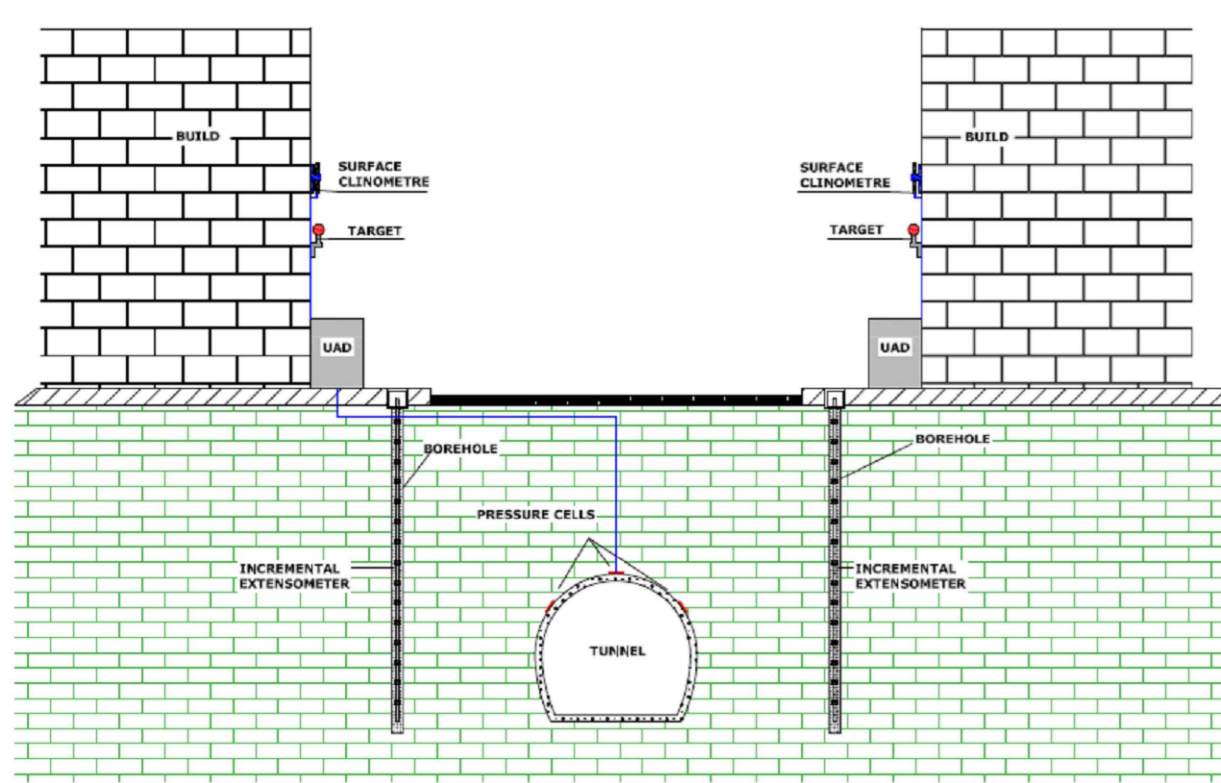 BUILD
BUILD
SURFACE
CLINOMETRE
SURFACE
CLINOMETRE
TARGET
TARGET
UAD
UAD
BOREHOLE
BOREHOLE
PRESSURE CELLS
INCREMENTAL
EXTENSOMETER
INCREMENTAL
EXTENSOMETER
TUNNEL